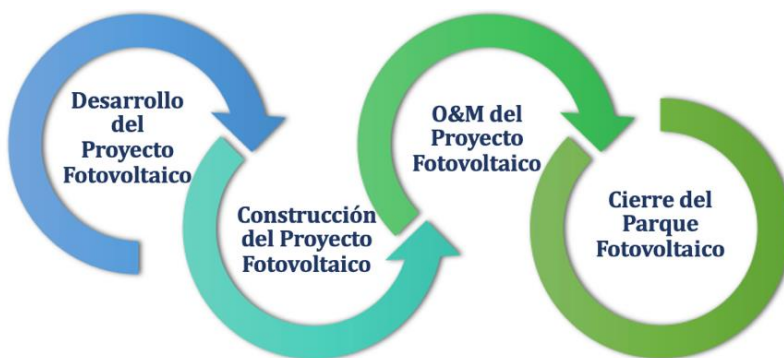 Desarrollo
del
Proyecto
Fotovoltaico
Construcción
del Proyecto
Fotovoltaico
O&M del
Proyecto
Fotovoltaico
Cierre del
Parque
Fotovoltaico